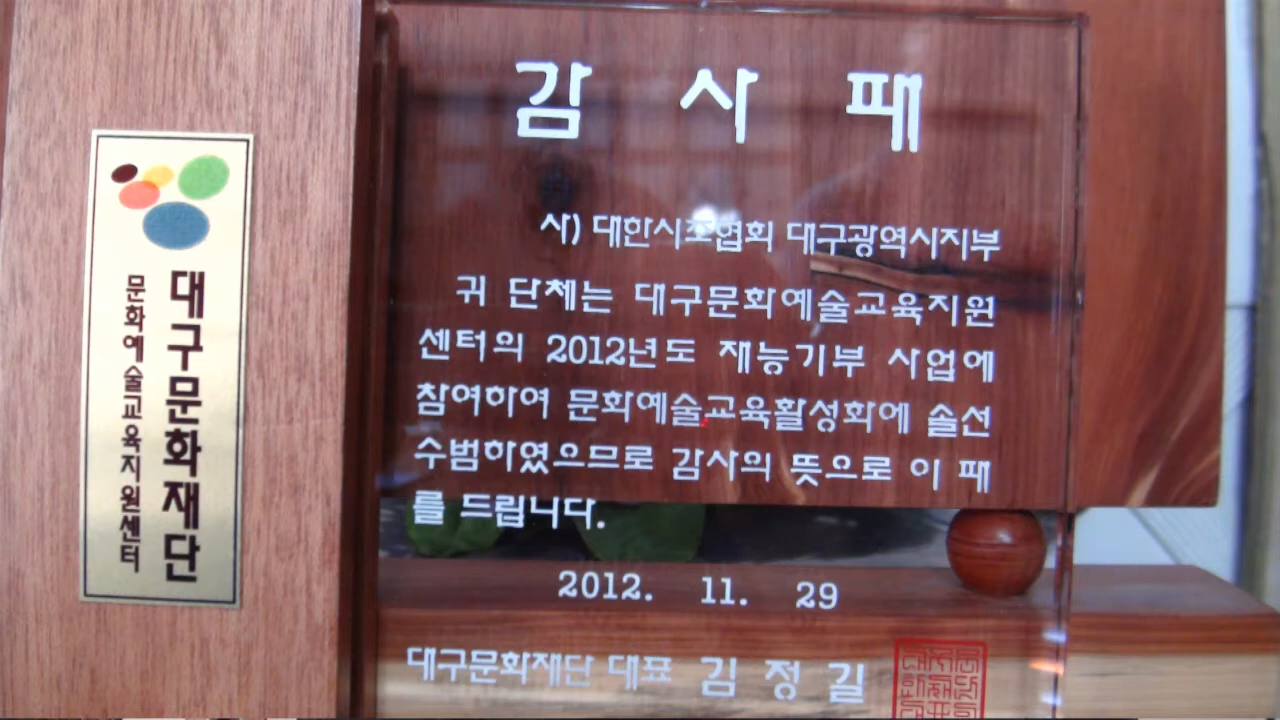 감 사 패
사) 대한시조협회 대구광역시지부
귀 단체는 대구문화예술교육지원
센터의 2012년도 재능기부 사업에
참여하여 문화예술교육활성화에 솔선
수범하였으므로 감사의 뜻으로 이 패
를 드립니다.
2012. 11. 29
대구문화재단 대표 김 정 길
대구문화재단
문화예술교육지원센터